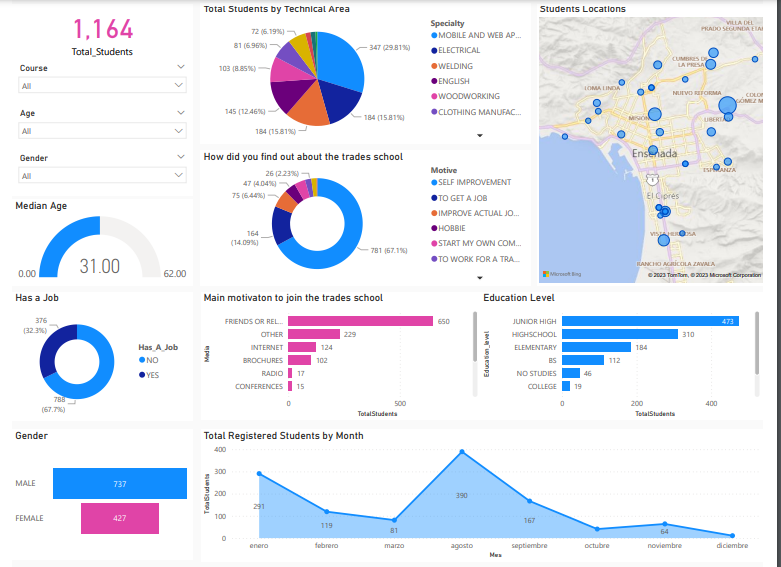 1,164
Total_Students
Course
All
Age
All
Gender
All
Median Age
0.00
31.00
62.00
Total Students by Technical Area
72 (6.19%)
81 (6.96%)
103 (8.85%)
145 (12.46%)
184 (15.81%)
184 (15.81%)
347 (29.81%)
Specialty
MOBILE AND WEB AP...
ELECTRICAL
WELDING
ENGLISH
WOODWORKING
CLOTHING MANUFAC...
How did you find out about the trades school
26 (2.23%)
47 (4.04%)
75 (6.44%)
164
(14.09%)
781 (67.1%)
Motive
SELF IMPROVEMENT
TO GET A JOB
IMPROVE ACTUAL JO...
HOBBIE
START MY OWN COM...
TO WORK FOR A TRA...
Students Locations
VILLA DEL
PRADO SEGUNDA ETA
CUMBRES DE
LA PRESA
LOMA LINDA
NUEVO REFORMA
COLON
GÓMEZ M
MISIÓN
LIBERT
Ensenada
ESPERANZA
El Ciprés
VISTA HERMOSA
RANCHO AGRÍCOLA ZAVALA
Microsoft Bing
© 2023 TomTom, © 2023 Microsoft Corporation
Has a Job
376
(32.3%)
788
(67.7%)
Has_A_Job
NO
YES
Main motivaton to join the trades school
Media
FRIENDS OR REL...
650
OTHER
229
INTERNET
124
BROCHURES
102
RADIO
17
CONFERENCES
15
0
500
TotalStudents
Education Level
Education_level
JUNIOR HIGH
473
HIGHSCHOOL
310
ELEMENTARY
184
BS
112
NO STUDIES
46
COLLEGE
19
0
200
400
TotalStudents
Gender
MALE
737
FEMALE
427
Total Registered Students by Month
TotalStudents
400
300
200
100
0
291
119
81
390
167
64
enero
febrero
marzo
agosto
septiembre
octubre
noviembre
diciembre
Mes